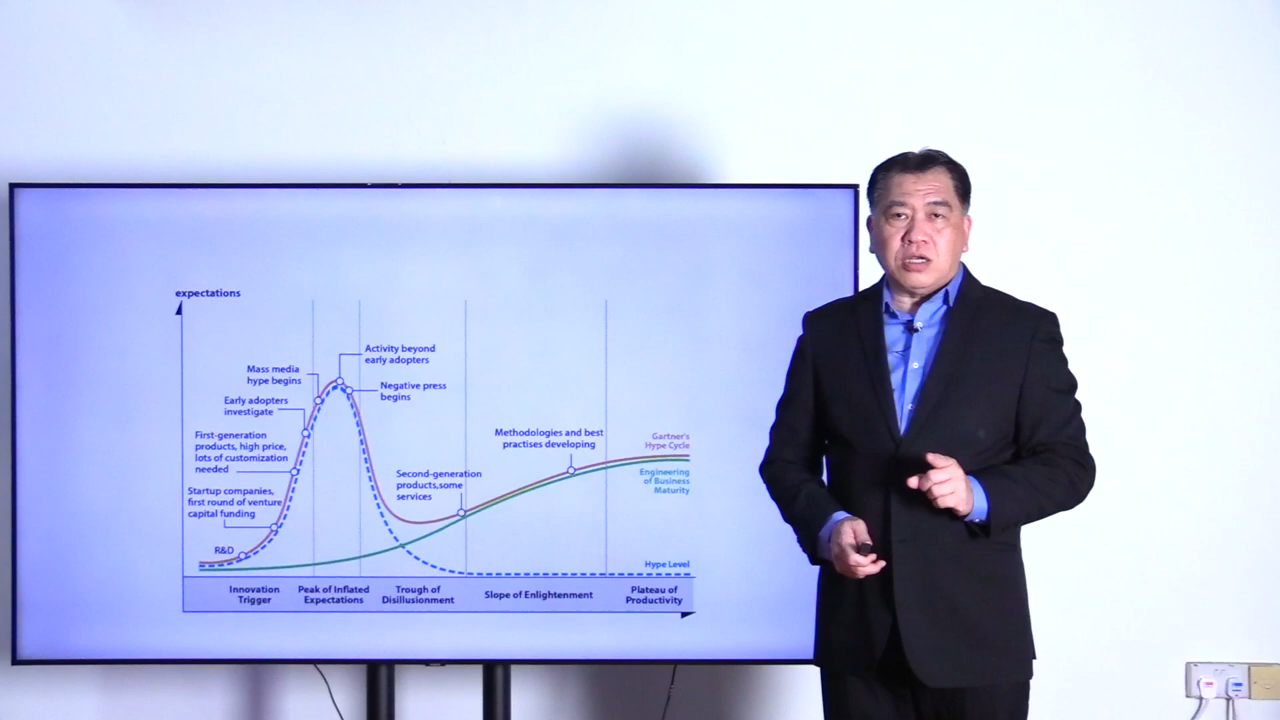 expectations
Activity beyond
early adopters
Mass media
hype begins
Negative press
begins
Early adopters
investigate
First-generation
products, high price,
lots of customization
needed
Methodologies and best
practises developing
Gartner's
Hype Cycle
Engineering
of Business
Maturity
Second-generation
products,some
services
Startup companies,
first round of venture
capital funding
R&D
Hype Level
Innovation
Trigger
Peak of Inflated
Expectations
Trough of
Disillusionment
Slope of Enlightenment
Plateau of
Productivity